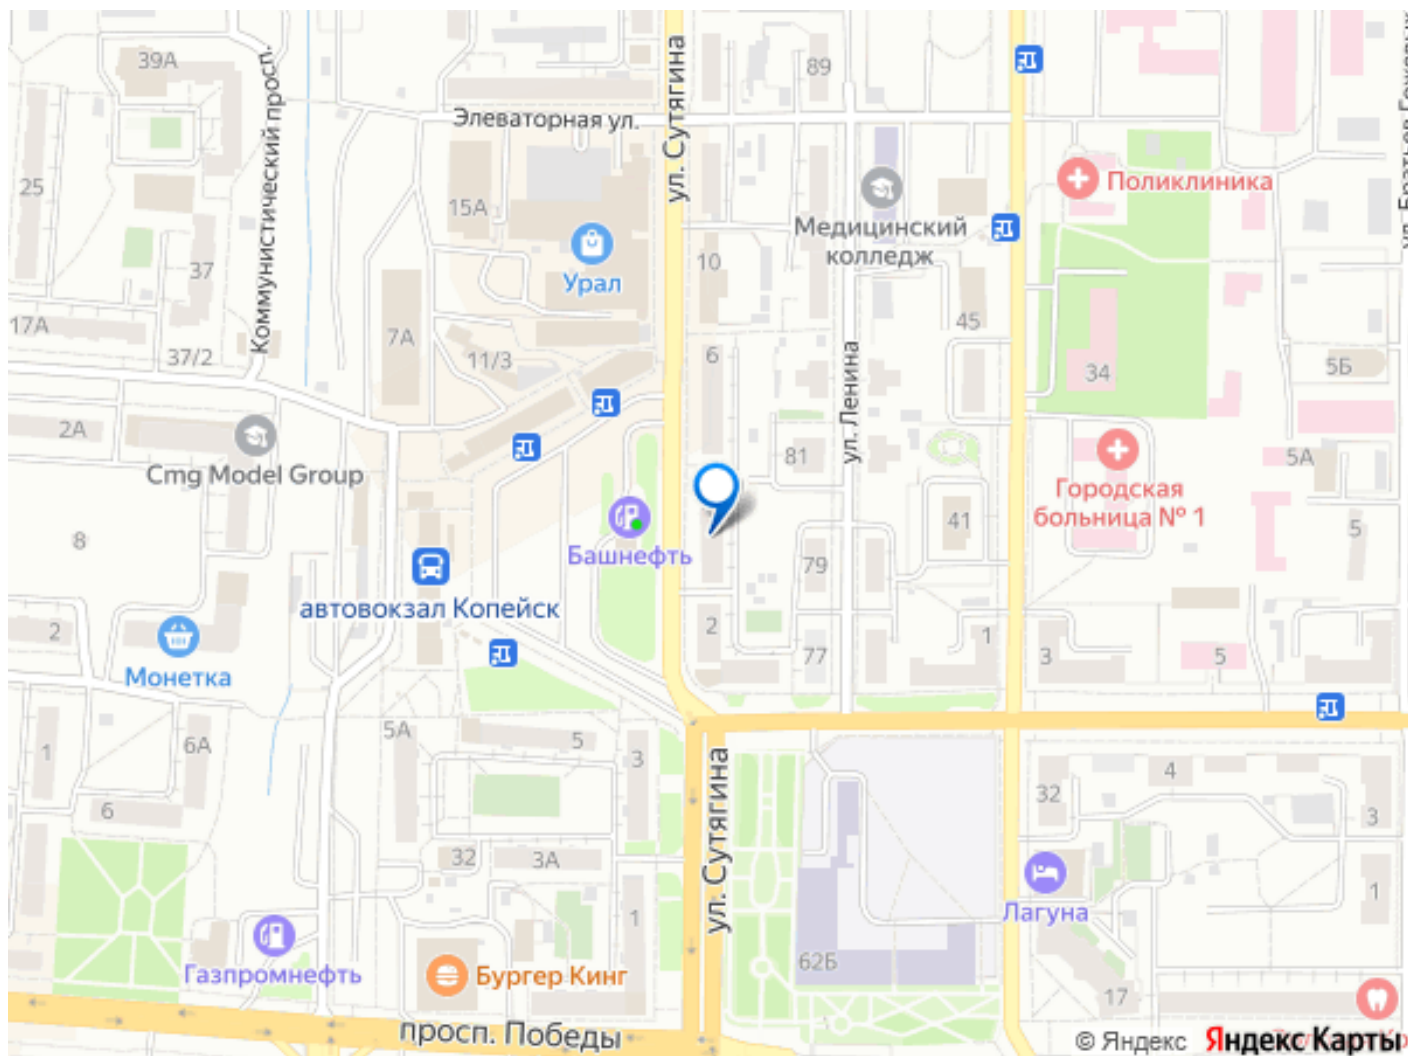 39А
89
Элеваторная ул.
ул. Сутягина
Коммунистический просп.
25
15А
Поликлиника
Медицинский
колледж
37
10
Урал
17А
37/2
7А
11/3
6
45
5Б
34
ул. Ленина
2А
Cmg Model Group
81
5А
Городская
больница № 1
8
Башнефть
41
5
79
автовокзал Копейск
2
2
1
3
5
77
Монетка
5А
5
6А
1
3
4
32
3
6
ул. Сутягина
32
3А
1
Лагуна
1
Газпромнефть
Бургер Кинг
62Б
17
просп. Победы
© Яндекс
Яндекс Карты